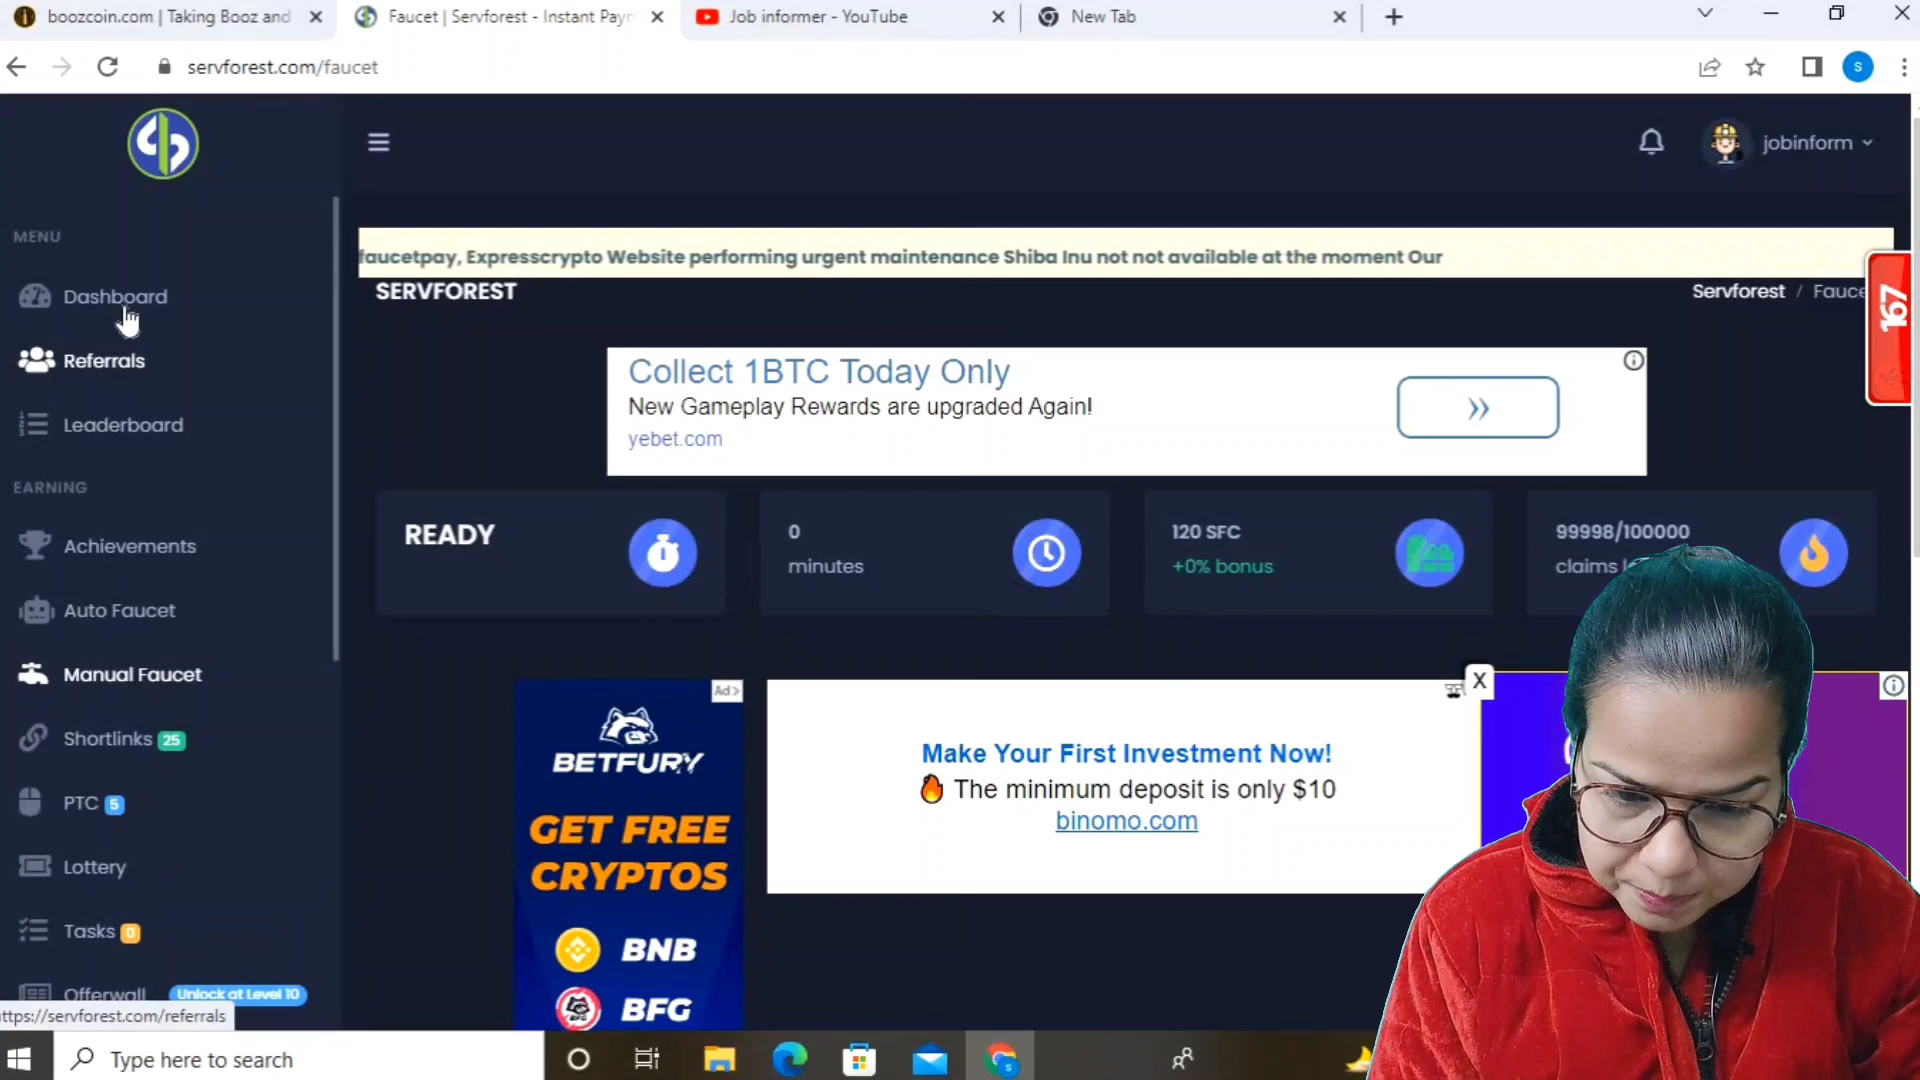 boozcoin.com | Taking Booz and
Faucet | Servforest - Instant Payr
Job informer - YouTube
New Tab
servforest.com/faucet
S
jobinform
MENU
Dashboard
Referrals
Leaderboard
EARNING
Achievements
Auto Faucet
Manual Faucet
Shortlinks 25
PTC 5
Lottery
Tasks 0
Offerwall Unlock at Level 10
ttps://servforest.com/referrals
faucetpay, Expresscrypto Website performing urgent maintenance Shiba Inu not not available at the moment Our
SERVFOREST
Servforest / Fauce
167
Collect 1BTC Today Only
New Gameplay Rewards are upgraded Again!
yebet.com
READY
0
minutes
120 SFC
+0% bonus
99998/100000
claims
Ad
BETFURY
GET FREE
CRYPTOS
BNB
BFG
X
Make Your First Investment Now!
The minimum deposit is only $10
binomo.com
Type here to search